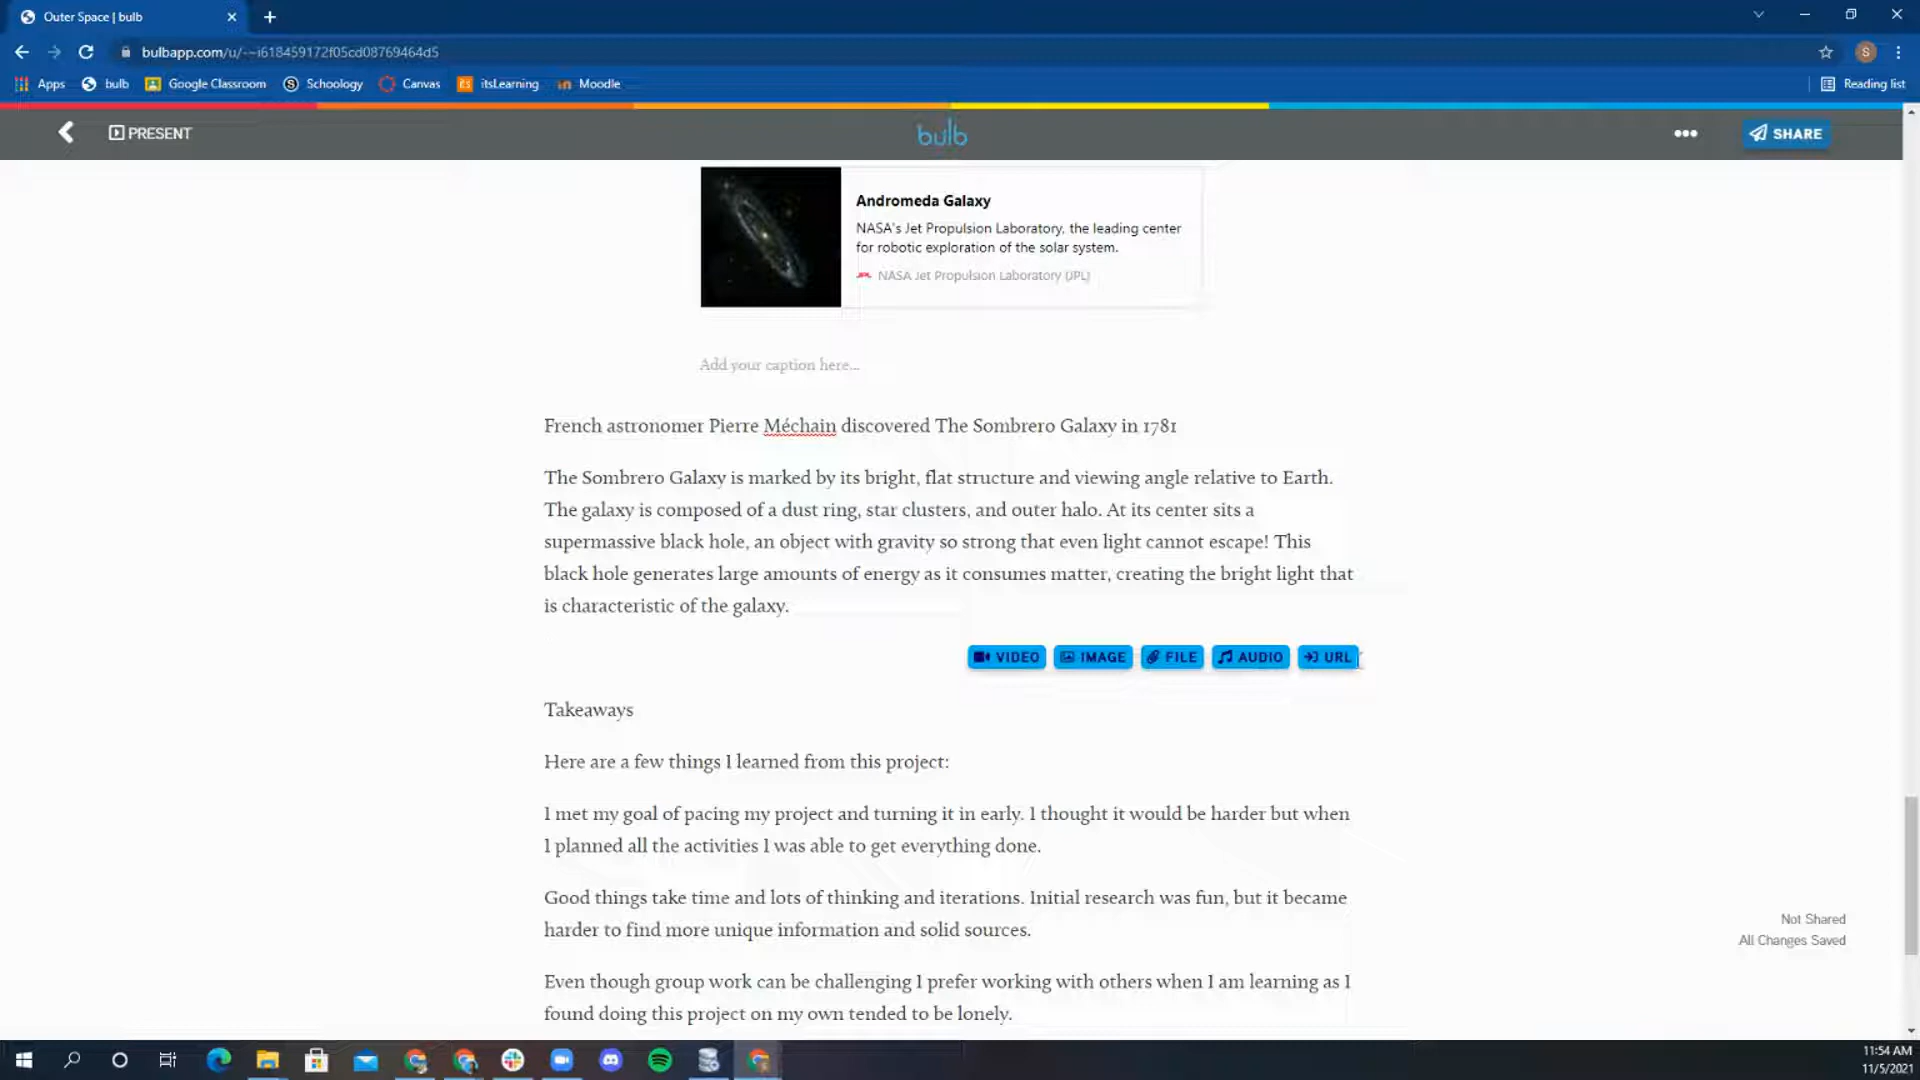 Outer Space | bulb
bulbapp.com/u/---i618459172f05cd08769464d5
S
Apps
bulb
Google Classroom
Schoology
Canvas
itsLearning
Moodle
Reading list
PRESENT
bulb
SHARE
Andromeda Galaxy
NASA's Jet Propulsion Laboratory, the leading center
for robotic exploration of the solar system.
JPL NASA Jet Propulsion Laboratory (JPL)
Add your caption here...
French astronomer Pierre Méchain discovered The Sombrero Galaxy in 1781
The Sombrero Galaxy is marked by its bright, flat structure and viewing angle relative to Earth.
The galaxy is composed of a dust ring, star clusters, and outer halo. At its center sits a
supermassive black hole, an object with gravity so strong that even light cannot escape! This
black hole generates large amounts of energy as it consumes matter, creating the bright light that
is characteristic of the galaxy.
VIDEO IMAGE FILE AUDIO URL
Takeaways
Here are a few things I learned from this project:
I met my goal of pacing my project and turning it in early. I thought it would be harder but when
I planned all the activities I was able to get everything done.
Good things take time and lots of thinking and iterations. Initial research was fun, but it became
harder to find more unique information and solid sources.
Even though group work can be challenging I prefer working with others when I am learning as I
found doing this project on my own tended to be lonely.
Not Shared
All Changes Saved
11:54 AM
11/5/2021